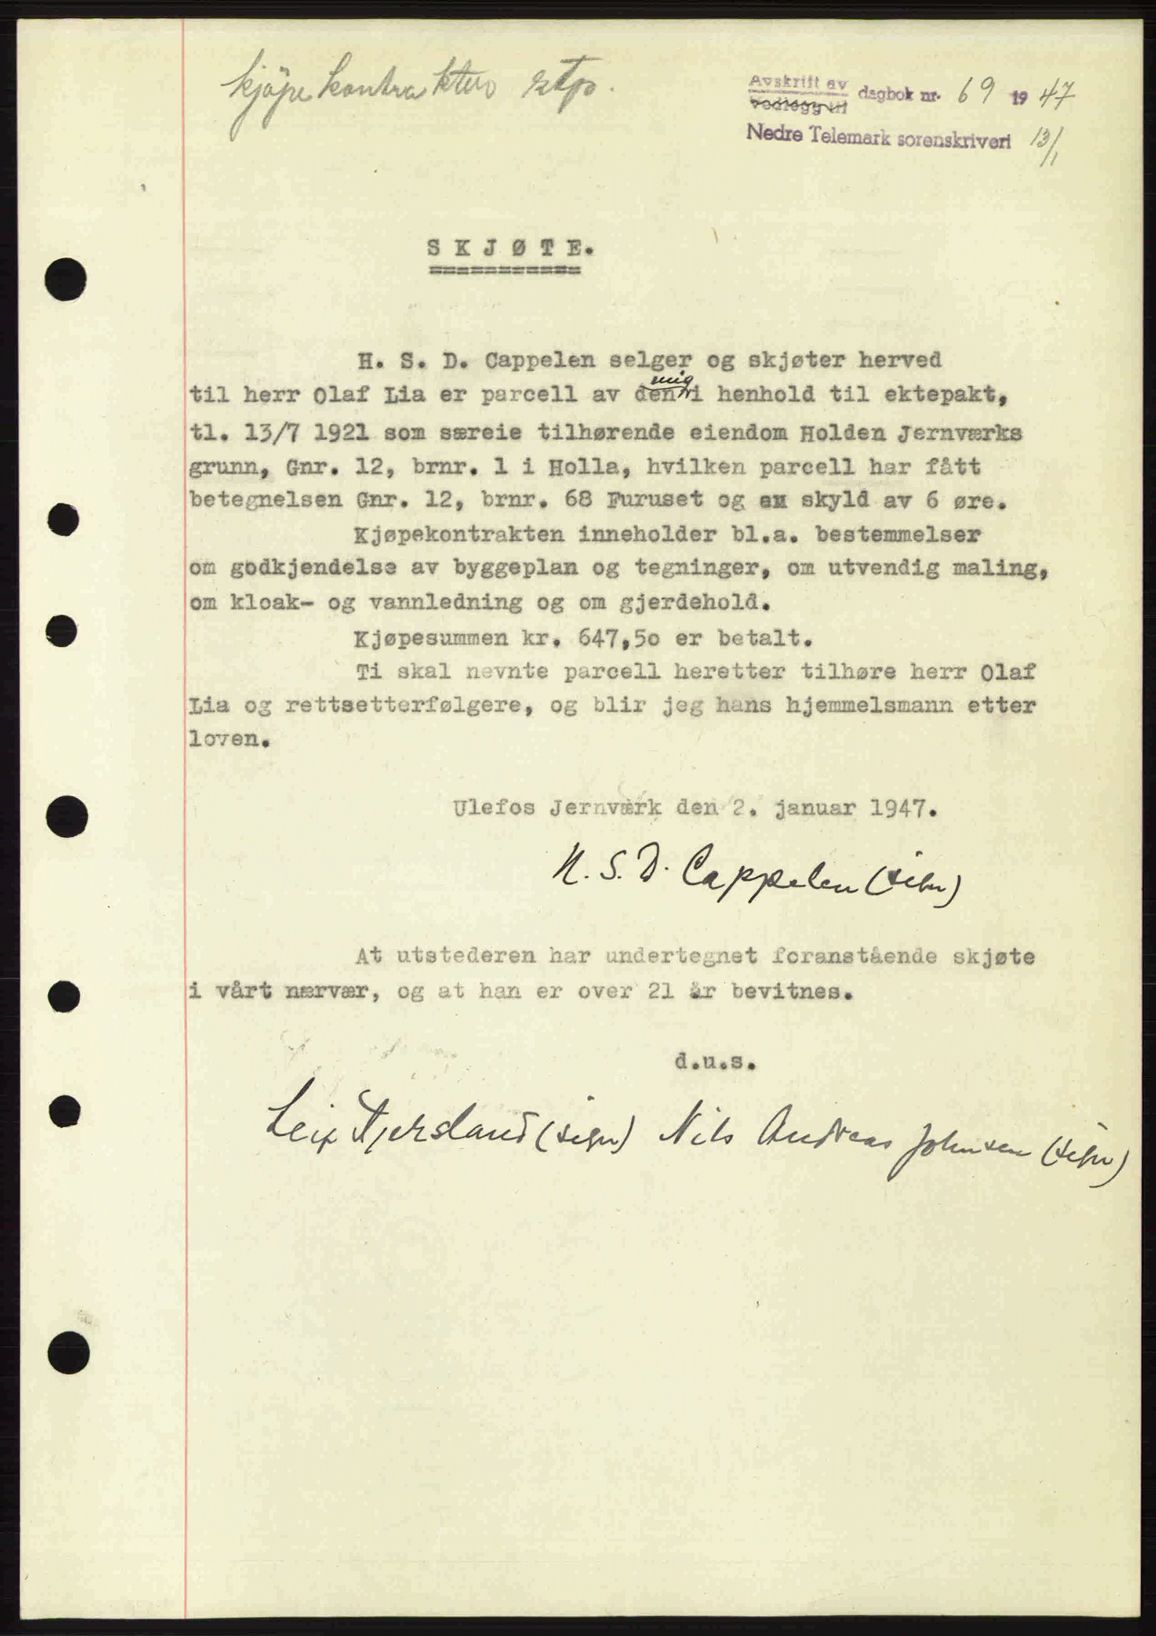 kjöpekontrakten stp.
Avskrift av
Vedlegg til
dagbok nr. 69 1947
Nedre Telemark sorenskriveri 13/1
S K J Ø T E.
===========
H. S. D. Cappelen selger og skjøter herved
mig
til herr Olaf Lia er parcell av den i henhold til ektepakt,
tl. 13/7 1921 som særeie tilhørende eiendom Holden Jernværks
grunn, Gnr. 12, brnr. 1 i Holla, hvilken parcell har fått
betegnelsen Gnr. 12, brnr. 68 Furuset og en skyld av 6 øre.
Kjøpekontrakten inneholder bl.a. bestemmelser
om godkjendelse av byggeplan og tegninger, om utvendig maling,
om kloak- og vannledning og om gjerdehold.
Kjøpesummen kr. 647,50 er betalt.
Ti skal nevnte parcell heretter tilhøre herr Olaf
Lia og rettsetterfølgere, og blir jeg hans hjemmelsmann etter
loven.
Ulefos Jernværk den 2. januar 1947.
H. S. D. Cappelen (sign)
At utstederen har undertegnet foranstående skjøte
i vårt nærvær, og at han er over 21 år bevitnes.
d.u.s.
Leif Fjersland (sign) Nils Andreas Johnsen (sign)